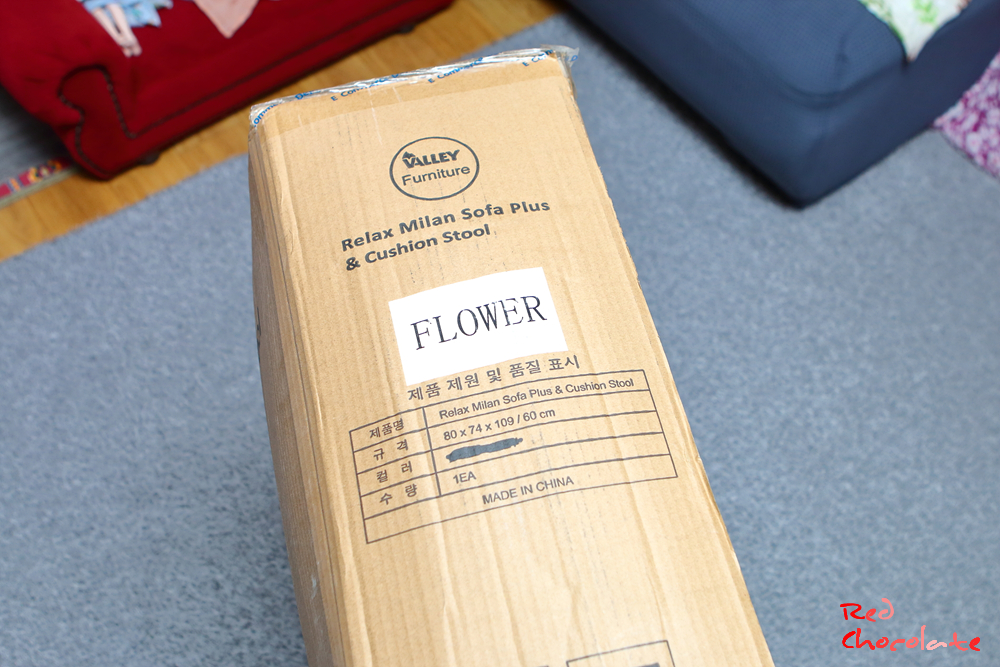 VALLEY
Furniture
Relax Milan Sofa Plus
& Cushion Stool
FLOWER
제품 제원 및 품질 표시
제품명 Relax Milan Sofa Plus & Cushion Stool
규 격 80 x 74 x 109 / 60 cm
컬 러
수 량 1EA
MADE IN CHINA
Red
Chocolate